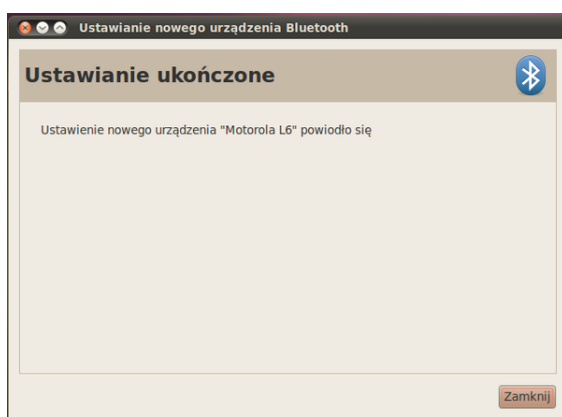 Ustawianie nowego urządzenia Bluetooth
Ustawianie ukończone
Ustawienie nowego urządzenia "Motorola L6" powiodło się
Zamknij